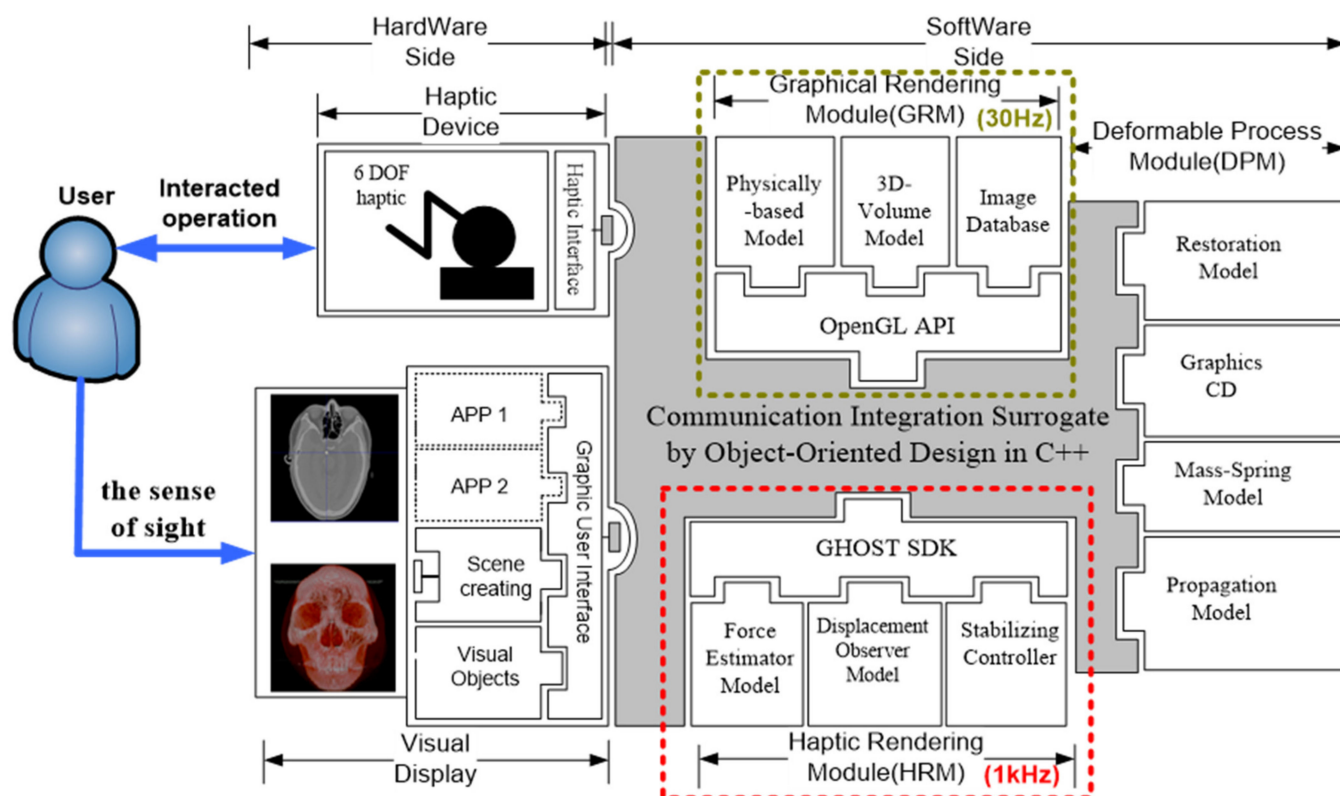 HardWare
Side
SoftWare
Side
Haptic
Device
Graphical Rendering
Module(GRM) (30Hz)
Deformable Process
Module(DPM)
User
Interacted
operation
6 DOF
haptic
Haptic Interface
Physically
-based
Model
3D-
Volume
Model
Image
Database
OpenGL API
Restoration
Model
Graphics
CD
Mass-Spring
Model
Propagation
Model
Communication Integration Surrogate
by Object-Oriented Design in C++
the sense
of sight
APP 1
APP 2
Scene
creating
Visual
Objects
Graphic User Interface
GHOST SDK
Force
Estimator
Model
Displacement
Observer
Model
Stabilizing
Controller
Visual
Display
Haptic Rendering
Module(HRM) (1kHz)